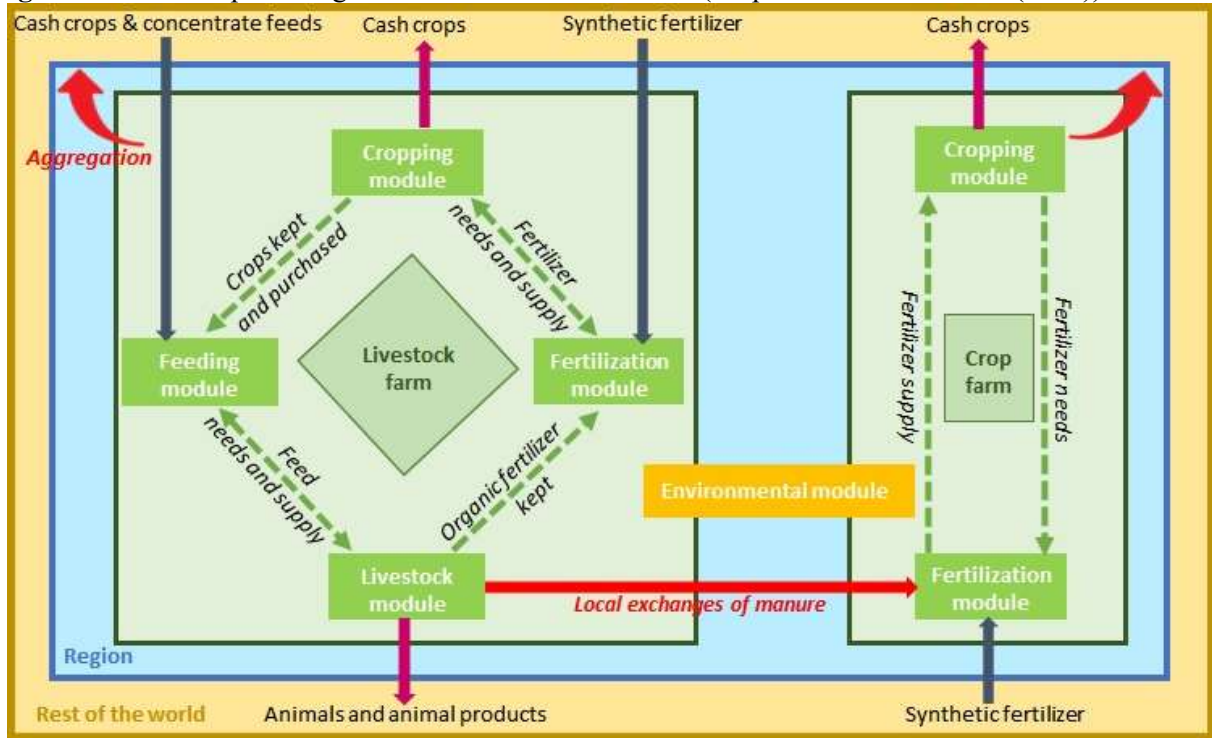 Cash crops & concentrate feeds
Cash crops
Synthetic fertilizer
Cash crops
Aggregation
Cropping
module
Cropping
module
Crops kept
and purchased
Fertilizer
needs and supply
Feeding
module
Livestock
farm
Fertilization
module
Fertilizer supply
Crop
farm
Fertilizer needs
Feed
needs and supply
Organic fertilizer
kept
Environmental module
Livestock
module
Local exchanges of manure
Fertilization
module
Region
Rest of the world
Animals and animal products
Synthetic fertilizer